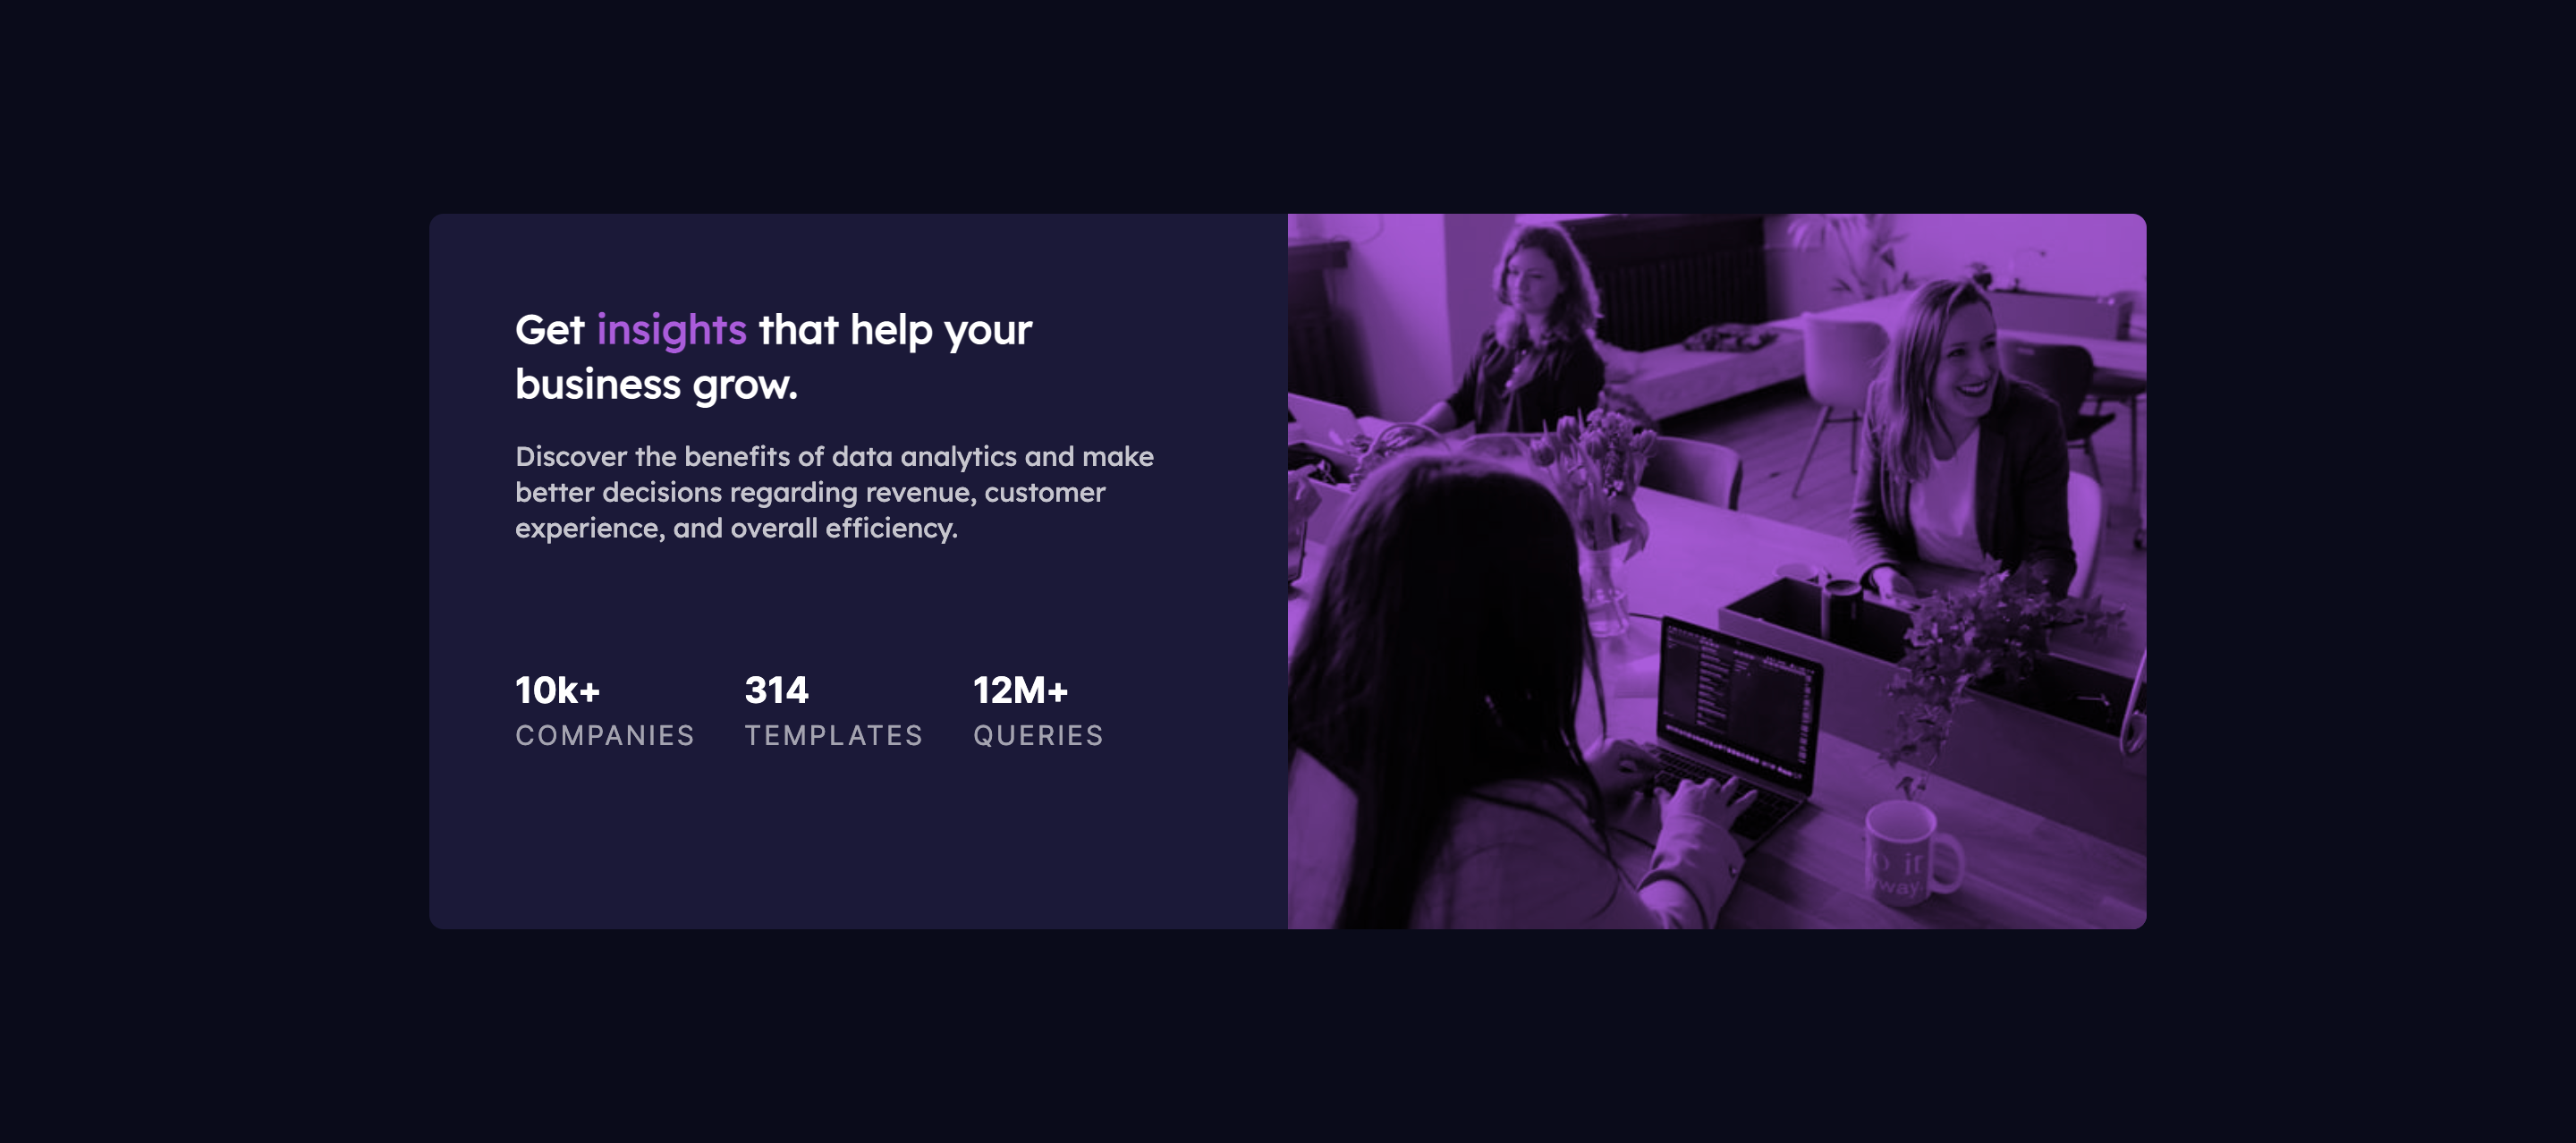 Get insights that help your
business grow.
Discover the benefits of data analytics and make
better decisions regarding revenue, customer
experience, and overall efficiency.
10k+ 314 12M+
COMPANIES TEMPLATES QUERIES